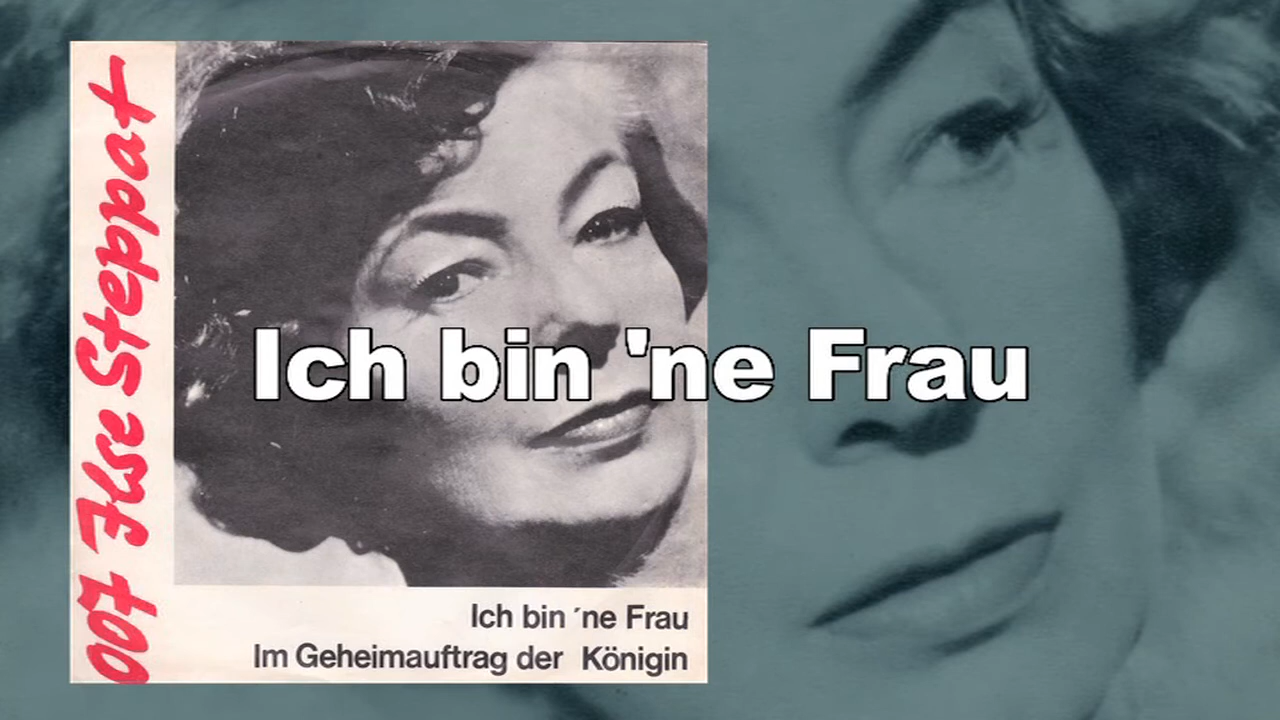 007 Ilse Steppat
Ich bin 'ne Frau
Ich bin ´ne Frau
Im Geheimauftrag der Königin